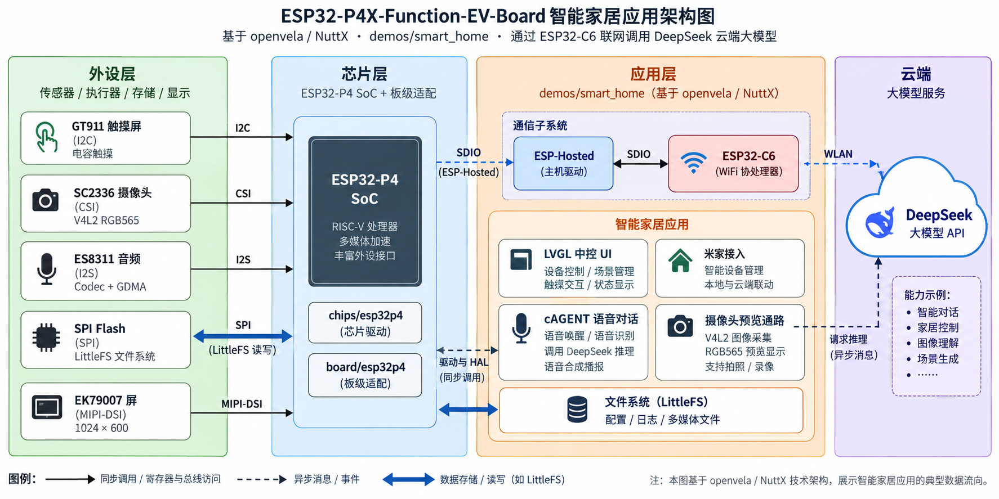 ESP32-P4X-Function-EV-Board 智能家居应用架构图
基于 openvela / NuttX • demos/smart_home • 通过 ESP32-C6 联网调用 DeepSeek 云端大模型
外设层
传感器 / 执行器 / 存储 / 显示
GT911 触摸屏
(I2C)
电容触摸
SC2336 摄像头
(CSI)
V4L2 RGB565
ES8311 音频
(I2S)
Codec + GDMA
SPI Flash
(SPI)
LittleFS 文件系统
EK79007 屏
(MIPI-DSI)
1024 × 600
I2C
CSI
I2S
SPI
(LittleFS 读写)
MIPI-DSI
芯片层
ESP32-P4 SoC + 板级适配
ESP32-P4
SoC
RISC-V 处理器
多媒体加速
丰富外设接口
chips/esp32p4
(芯片驱动)
board/esp32p4
(板级适配)
SDIO
(ESP-Hosted)
驱动与 HAL
(同步调用)
应用层
demos/smart_home（基于 openvela / NuttX）
通信子系统
ESP-Hosted
(主机驱动)
SDIO
ESP32-C6
(WiFi 协处理器)
智能家居应用
LVGL 中控 UI
设备控制 / 场景管理
触摸交互 / 状态显示
米家接入
智能设备管理
本地与云端联动
cAGENT 语音对话
语音唤醒 / 语音识别
调用 DeepSeek 推理
语音合成播报
摄像头预览通路
V4L2 图像采集
RGB565 预览显示
支持拍照 / 录像
文件系统（LittleFS）
配置 / 日志 / 多媒体文件
WLAN
请求推理
(异步消息)
云端
大模型服务
DeepSeek
大模型 API
能力示例：
• 智能对话
• 家居控制
• 图像理解
• 场景生成
• ……
图例：
同步调用 / 寄存器与总线访问
异步消息 / 事件
数据存储 / 读写（如 LittleFS）
注：本图基于 openvela / NuttX 技术架构，展示智能家居应用的典型数据流向。